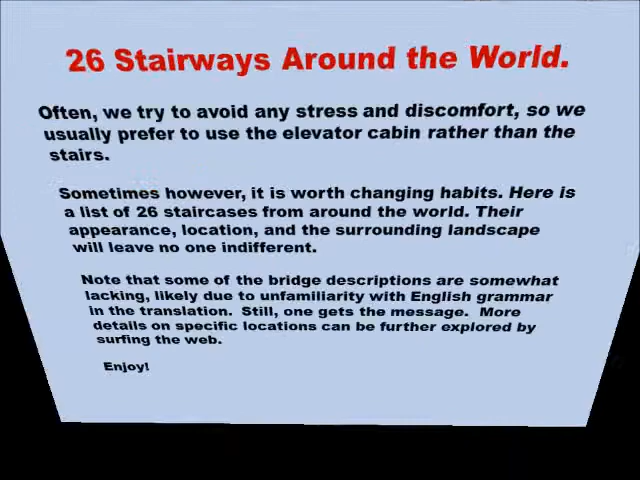 26 Stairways Around the World.
Often, we try to avoid any stress and discomfort, so we
usually prefer to use the elevator cabin rather than the
stairs.
Sometimes however, it is worth changing habits. Here is
a list of 26 staircases from around the world. Their
appearance, location, and the surrounding landscape
will leave no one indifferent.
Note that some of the bridge descriptions are somewhat
lacking, likely due to unfamiliarity with English grammar
in the translation. Still, one gets the message. More
details on specific locations can be further explored by
surfing the web.
Enjoy!